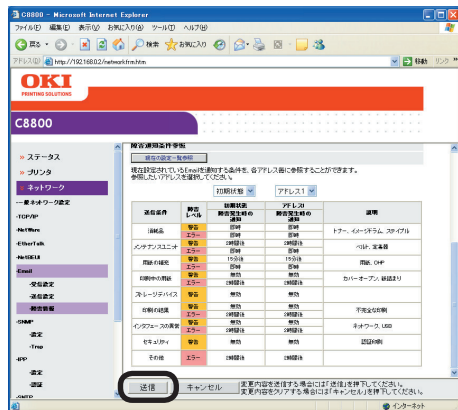 C8800 - Microsoft Internet Explorer
ファイル(F) 編集(E) 表示(V) お気に入り(A) ツール(T) ヘルプ(H)
戻る 検索 お気に入り
アドレス(D) http://192.168.0.2/networkfrm.htm 移動 リンク
OKI
PRINTING SOLUTIONS
C8800
» ステータス
» プリンタ
» ネットワーク
一般ネットワーク設定
-TCP/IP
-NetWare
-EtherTalk
-NetBEUI
-Email
-受信設定
-送信設定
-障害情報
-SNMP
-設定
-Trap
-IPP
-設定
-認証
-SNTP
障害通知条件参照
現在の設定一覧参照
現在設定されているEmailを通知する条件を、各アドレス毎に参照することができます。
参照したいアドレスを選択してください。
初期状態 アドレス1
送信条件 障害レベル 初期状態 障害発生時の通知 アドレス1 障害発生時の通知 説明
消耗品 警告 即時 即時 トナー、イメージドラム、ステイプル
エラー 即時 即時
メンテナンスユニット 警告 2時間後 2時間後 ベルト、定着器
エラー 即時 即時
用紙の補充 警告 15分後 15分後 用紙、OHP
エラー 即時 即時
印刷中の用紙 警告 無効 無効 カバーオープン、紙詰まり
エラー 2時間後 2時間後
ストレージデバイス 警告 無効 無効
印刷の結果 警告 無効 無効 不完全な印刷
エラー 2時間後 2時間後
インタフェースの異常 警告 無効 無効 ネットワーク、USB
エラー 2時間後 2時間後
セキュリティ 警告 無効 無効 認証印刷
その他 エラー 2時間後 2時間後
送信 キャンセル 変更内容を送信する場合には「送信」を押下してください。
変更内容をクリアする場合には「キャンセル」を押下してください。
インターネット